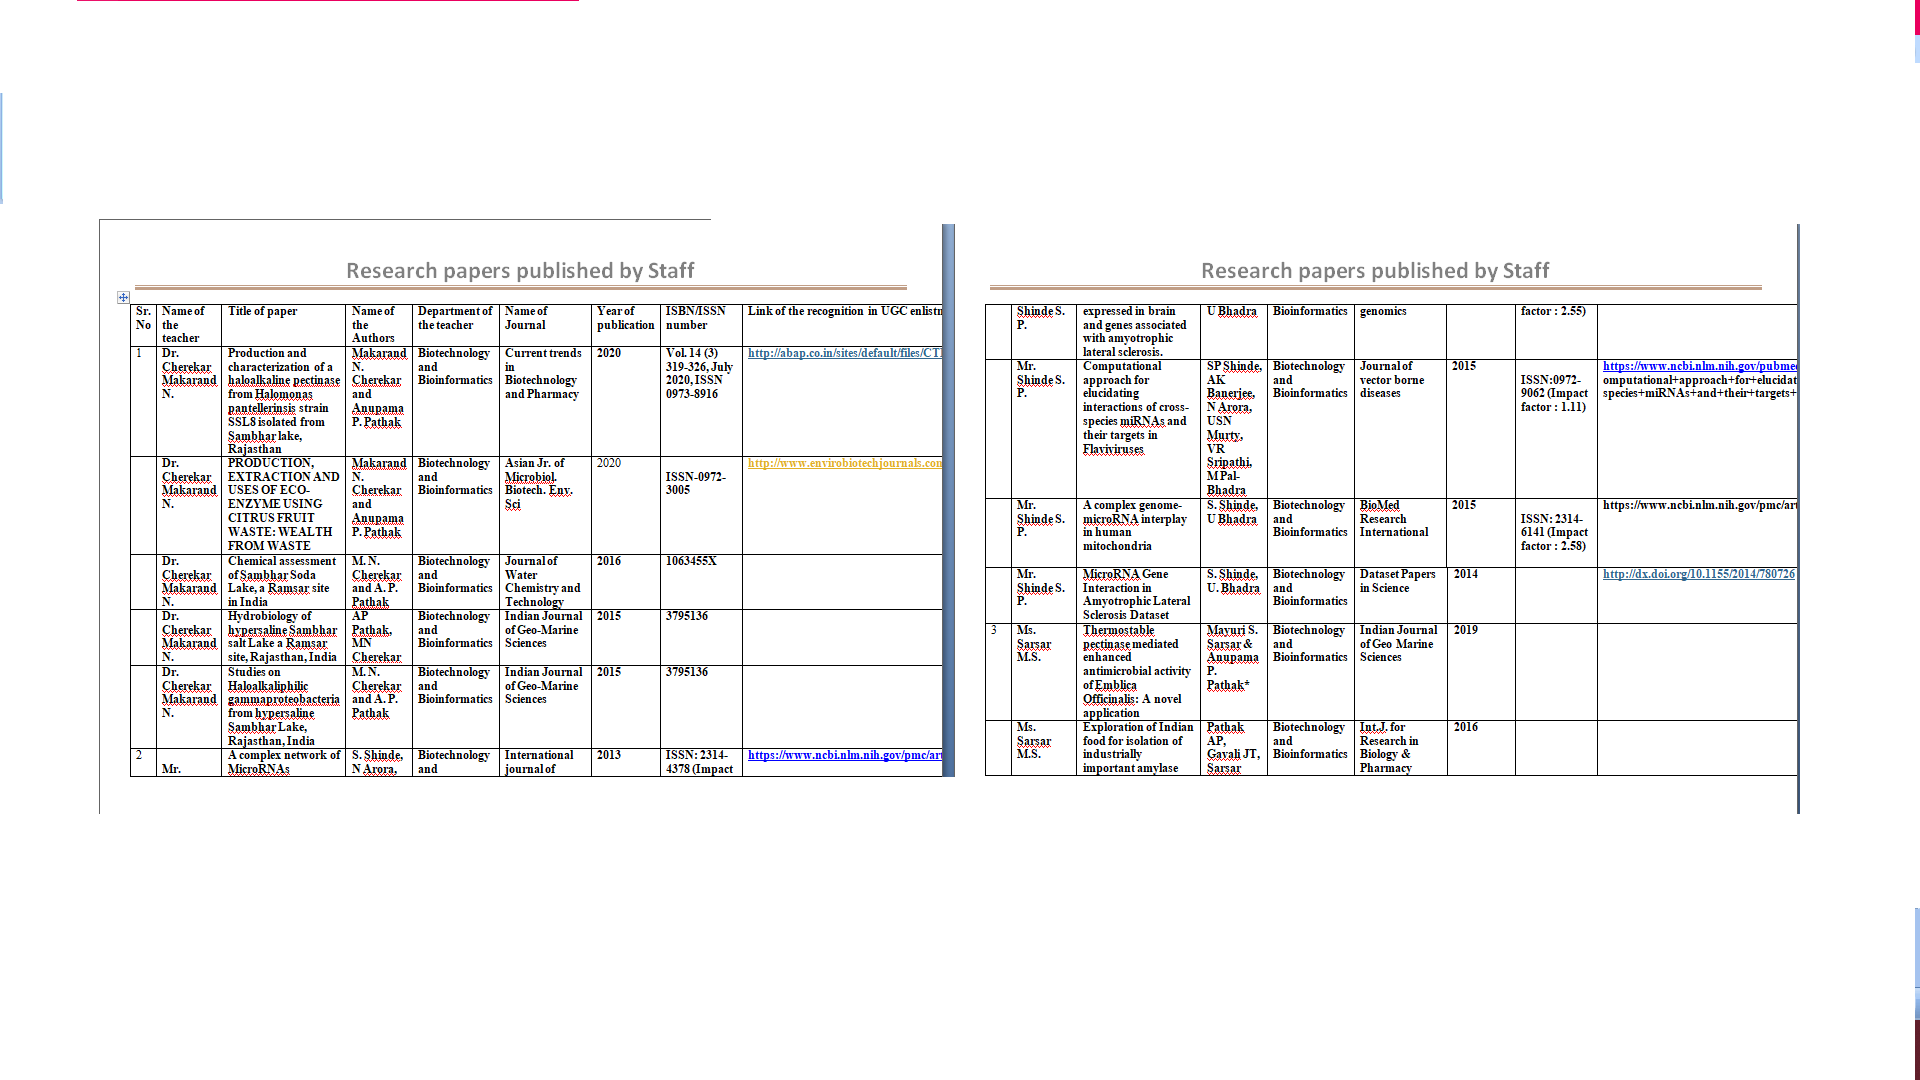 Research papers published by Staff
Sr. No
Name of the teacher
Title of paper
Name of the Authors
Department of the teacher
Name of Journal
Year of publication
ISBN/ISSN number
Link of the recognition in UGC enlistm
1
Dr. Cherekar Makarand N.
Production and characterization of a haloalkaline pectinase from Halomonas pantellerinsis strain SSL8 isolated from Sambhar lake, Rajasthan
Makarand N. Cherekar and Anupama P. Pathak
Biotechnology and Bioinformatics
Current trends in Biotechnology and Pharmacy
2020
Vol. 14 (3) 319-326, July 2020, ISSN 0973-8916
http://abap.co.in/sites/default/files/CT
Dr. Cherekar Makarand N.
PRODUCTION, EXTRACTION AND USES OF ECO-ENZYME USING CITRUS FRUIT WASTE: WEALTH FROM WASTE
Makarand N. Cherekar and Anupama P. Pathak
Biotechnology and Bioinformatics
Asian Jr. of Microbiol. Biotech. Env. Sci
2020
ISSN-0972-3005
http://www.envirobiotechjournals.com
Dr. Cherekar Makarand N.
Chemical assessment of Sambhar Soda Lake, a Ramsar site in India
M. N. Cherekar and A. P. Pathak
Biotechnology and Bioinformatics
Journal of Water Chemistry and Technology
2016
1063455X
Dr. Cherekar Makarand N.
Hydrobiology of hypersaline Sambhar salt Lake a Ramsar site, Rajasthan, India
AP Pathak, MN Cherekar
Biotechnology and Bioinformatics
Indian Journal of Geo-Marine Sciences
2015
3795136
Dr. Cherekar Makarand N.
Studies on Haloalkaliphilic gammaproteobacteria from hypersaline Sambhar Lake, Rajasthan, India
M. N. Cherekar and A. P. Pathak
Biotechnology and Bioinformatics
Indian Journal of Geo-Marine Sciences
2015
3795136
2
Mr.
A complex network of MicroRNAs
S. Shinde, N Arora,
Biotechnology and
International journal of
2013
ISSN: 2314-4378 (Impact
https://www.ncbi.nlm.nih.gov/pmc/art
Research papers published by Staff
Shinde S. P.
expressed in brain and genes associated with amyotrophic lateral sclerosis.
U Bhadra
Bioinformatics
genomics
factor : 2.55)
Mr. Shinde S. P.
Computational approach for elucidating interactions of cross-species miRNAs and their targets in Flaviviruses
SP Shinde, AK Banerjee, N Arora, USN Murty, VR Sripathi, M Pal-Bhadra
Biotechnology and Bioinformatics
Journal of vector borne diseases
2015
ISSN:0972-9062 (Impact factor : 1.11)
https://www.ncbi.nlm.nih.gov/pubmed
omputational+approach+for+elucidat
species+miRNAs+and+their+targets+
Mr. Shinde S. P.
A complex genome-microRNA interplay in human mitochondria
S. Shinde, U Bhadra
Biotechnology and Bioinformatics
BioMed Research International
2015
ISSN: 2314-6141 (Impact factor : 2.58)
https://www.ncbi.nlm.nih.gov/pmc/art
Mr. Shinde S. P.
MicroRNA Gene Interaction in Amyotrophic Lateral Sclerosis Dataset
S. Shinde, U. Bhadra
Biotechnology and Bioinformatics
Dataset Papers in Science
2014
http://dx.doi.org/10.1155/2014/780726
3
Ms. Sarsar M.S.
Thermostable pectinase mediated enhanced antimicrobial activity of Emblica Officinalis: A novel application
Mayuri S. Sarsar & Anupama P. Pathak*
Biotechnology and Bioinformatics
Indian Journal of Geo Marine Sciences
2019
Ms. Sarsar M.S.
Exploration of Indian food for isolation of industrially important amylase
Pathak AP, Gayali JT, Sarsar
Biotechnology and Bioinformatics
Int.J. for Research in Biology & Pharmacy
2016